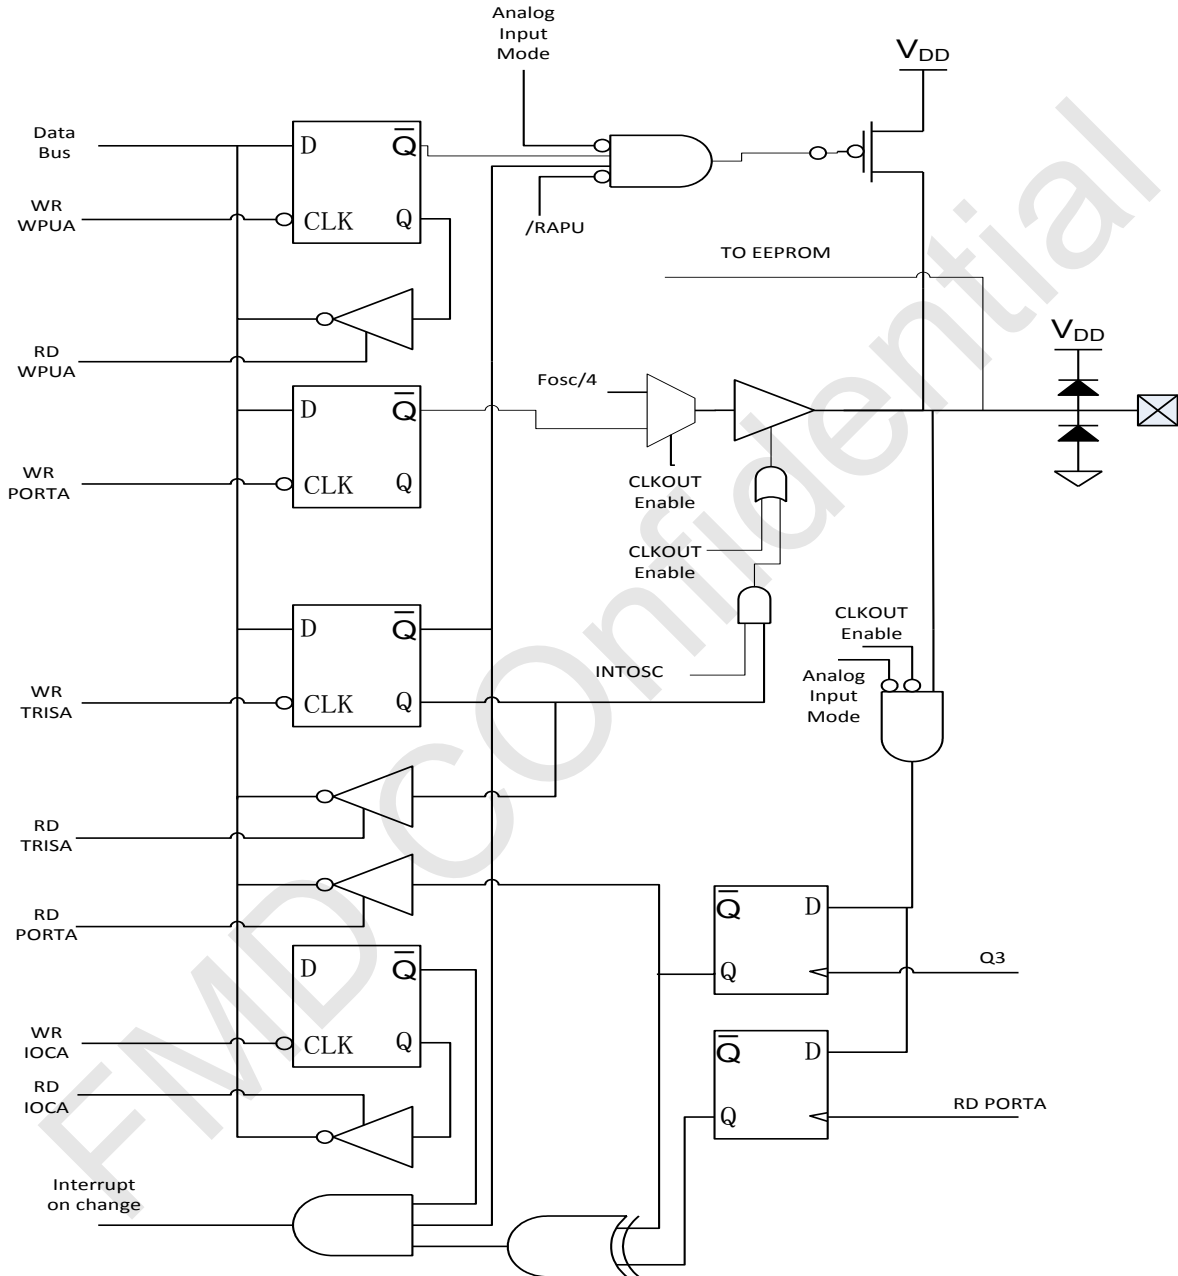 Analog
Input
Mode
VDD
Data
Bus
D
Q
WR
WPUA
CLK
Q
/RAPU
TO EEPROM
RD
WPUA
VDD
Fosc/4
D
Q
WR
PORTA
CLK
Q
CLKOUT
Enable
CLKOUT
Enable
D
Q
CLKOUT
Enable
INTOSC
Analog
Input
Mode
WR
TRISA
CLK
Q
RD
TRISA
RD
PORTA
Q
D
Q
Q3
D
Q
WR
IOCA
CLK
Q
RD
IOCA
Q
D
Q
RD PORTA
Interrupt
on change
FMD COnfidential